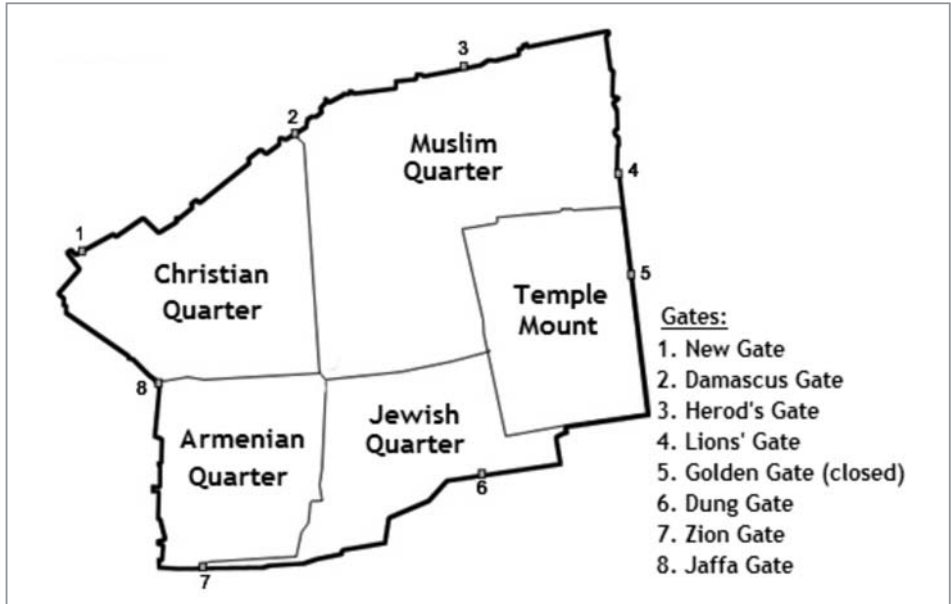 3
2
Muslim
Quarter
4
1
Christian
Quarter
5
Temple
Mount
Gates:
1. New Gate
2. Damascus Gate
3. Herod's Gate
4. Lions' Gate
5. Golden Gate (closed)
6. Dung Gate
7. Zion Gate
8. Jaffa Gate
8
Jewish
Quarter
Armenian
Quarter
6
7